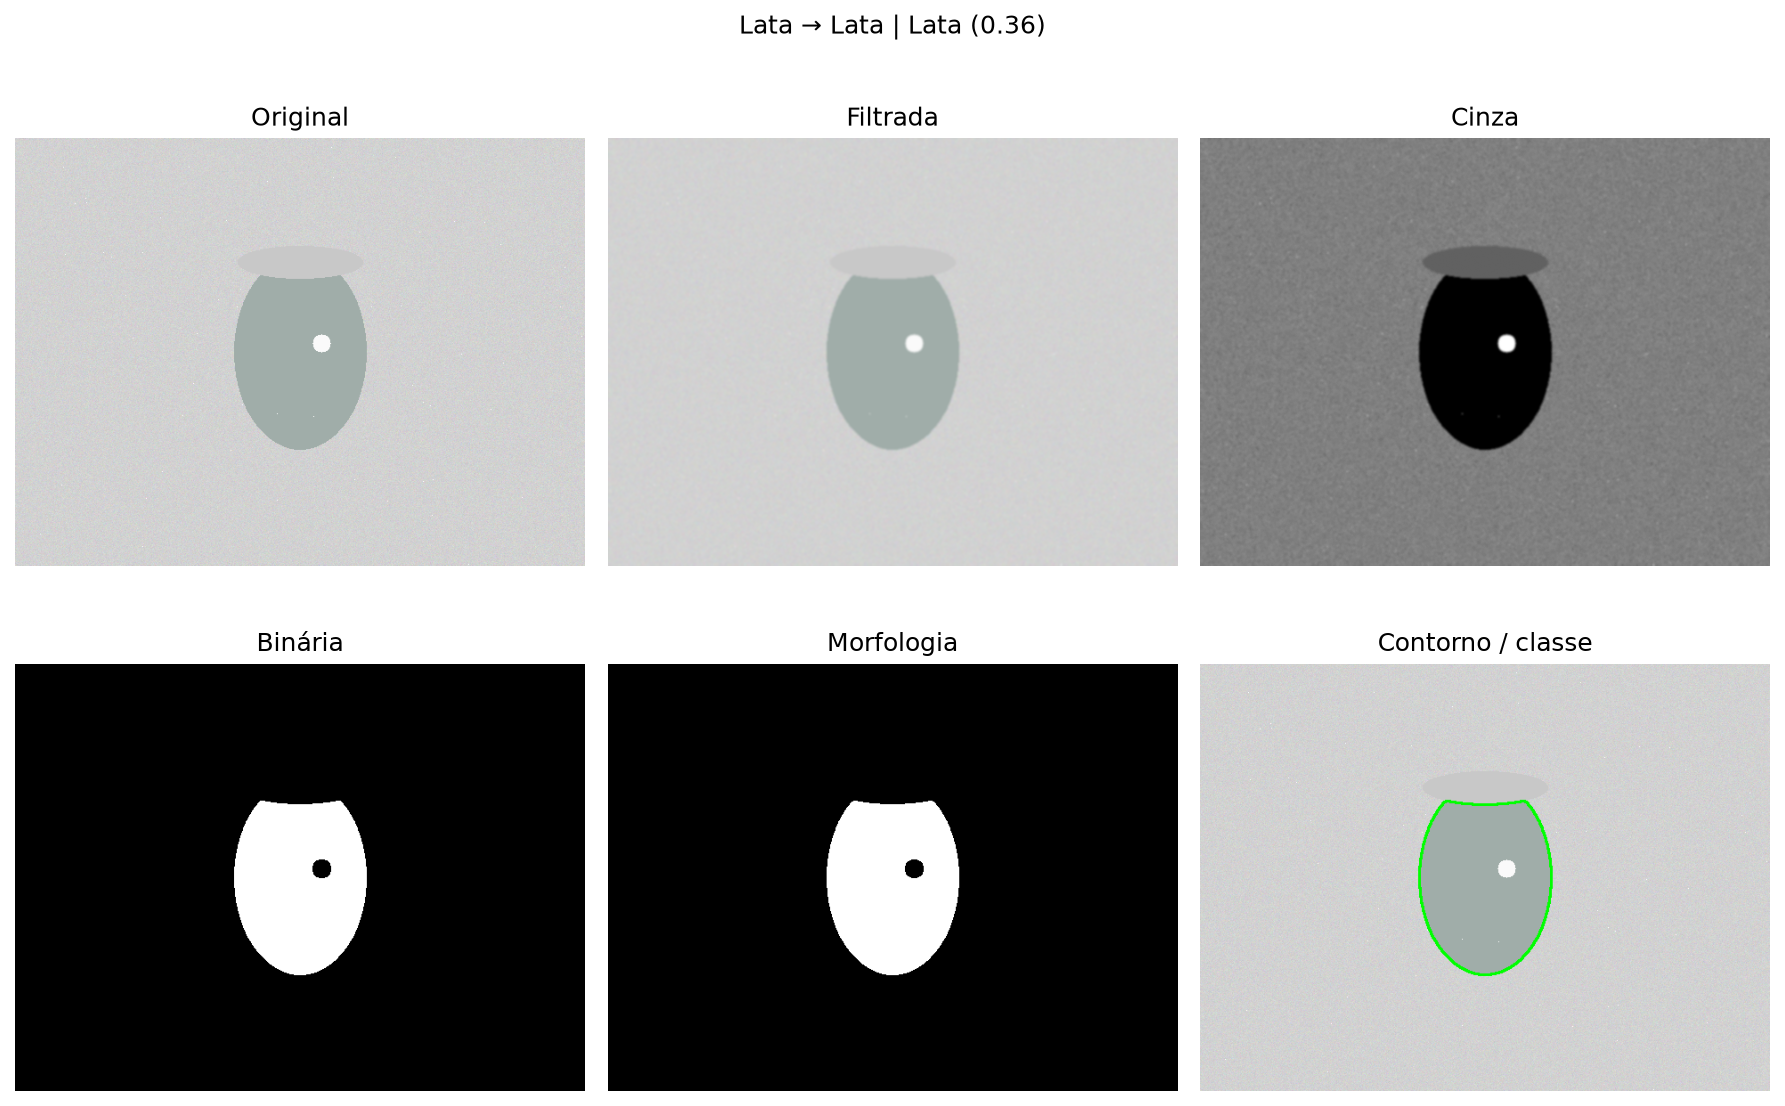 Lata → Lata | Lata (0.36)
Original
Filtrada
Cinza
Binária
Morfologia
Contorno / classe